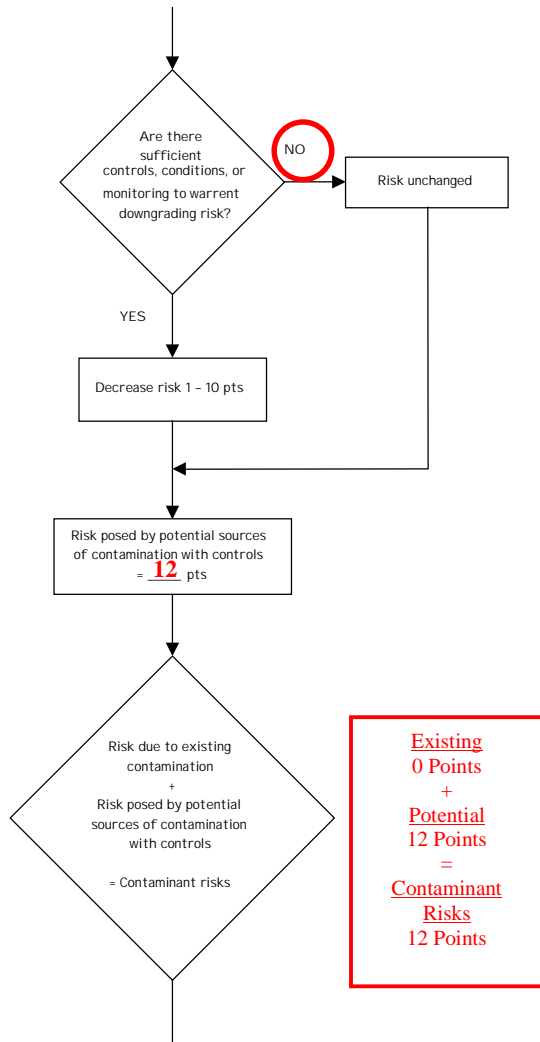 Are there
sufficient
controls, conditions, or
monitoring to warrent
downgrading risk?
NO
Risk unchanged
YES
Decrease risk 1 – 10 pts
Risk posed by potential sources
of contamination with controls
= 12 pts
Risk due to existing
contamination
+
Risk posed by potential
sources of contamination
with controls
= Contaminant risks
Existing
0 Points
+
Potential
12 Points
=
Contaminant
Risks
12 Points